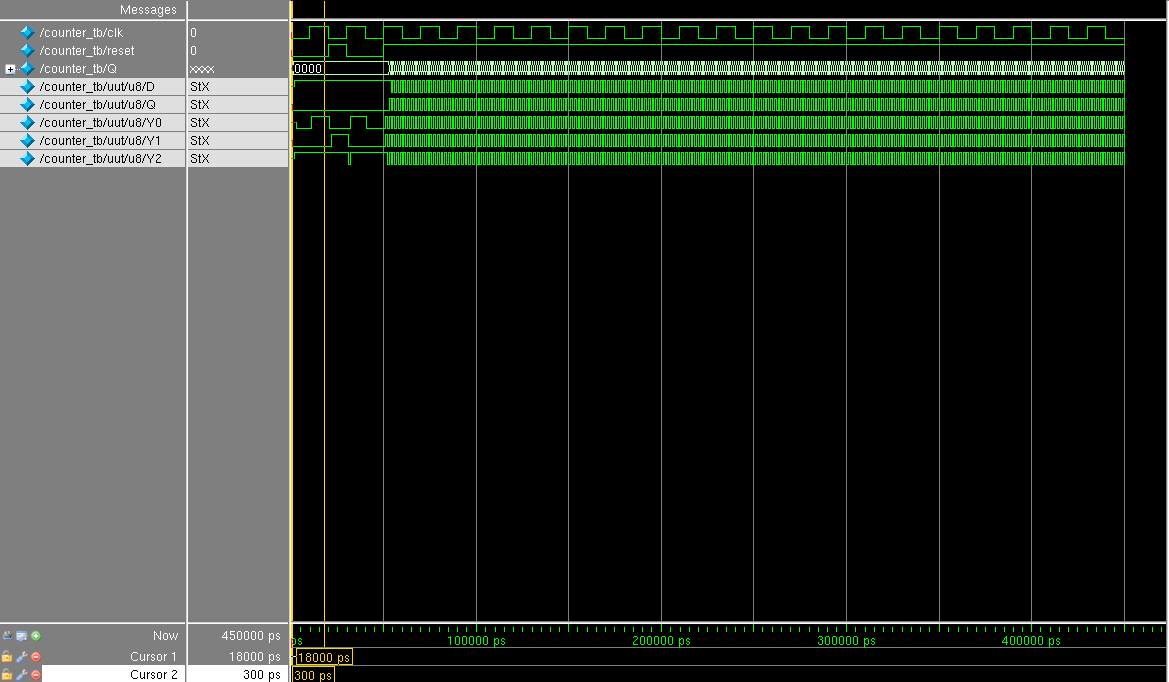 Messages
/counter_tb/clk 0
/counter_tb/reset 0
/counter_tb/Q xxxx 0000
/counter_tb/uut/u8/D StX
/counter_tb/uut/u8/Q StX
/counter_tb/uut/u8/Y0 StX
/counter_tb/uut/u8/Y1 StX
/counter_tb/uut/u8/Y2 StX
Now 450000 ps ps 100000 ps 200000 ps 300000 ps 400000 ps
Cursor 1 18000 ps 18000 ps
Cursor 2 300 ps 300 ps